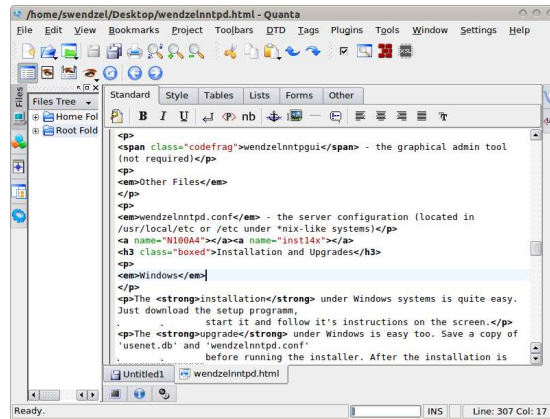 /home/swendzel/Desktop/wendzelnntpd.html - Quanta
File Edit View Bookmarks Project Toolbars DTD Tags Plugins Tools Window Settings Help
Files
Files Tree
Home Fol
Root Fold
Standard Style Tables Lists Forms Other
B I U nb
<p>
<span class="codefrag">wendzelnntpgui</span> - the graphical admin tool
(not required)</p>
<p>
<em>Other Files</em>
</p>
<p>
<em>wendzelnntpd.conf</em> - the server configuration (located in
/usr/local/etc or /etc under *nix-like systems)</p>
<a name="N100A4"></a><a name="inst14x"></a>
<h3 class="boxed">Installation and Upgrades</h3>
<p>
<em>Windows</em>
</p>
<p>The <strong>installation</strong> under Windows systems is quite easy.
Just download the setup programm,
. . start it and follow it's instructions on the screen.</p>
<p>The <strong>upgrade</strong> under Windows is easy too. Save a copy of
'usenet.db' and 'wendzelnntpd.conf'
. . before running the installer. After the installation is
Untitled1 wendzelnntpd.html
Ready. INS Line: 307 Col: 17